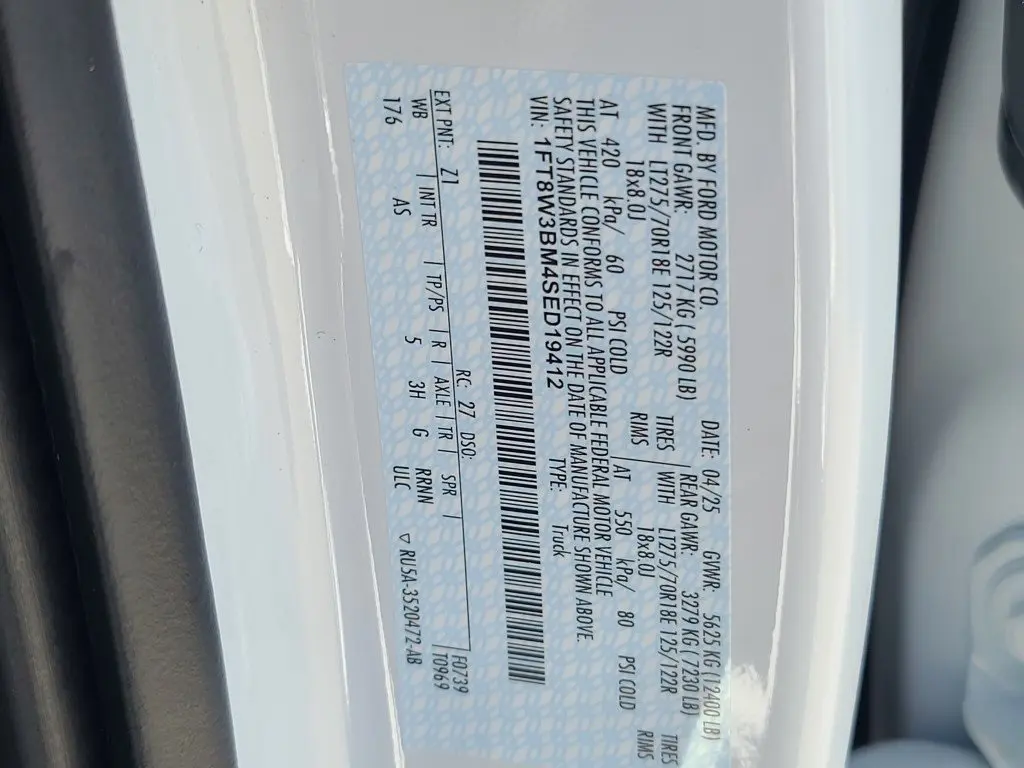 MFD. BY FORD MOTOR CO. DATE: 04/25 GVWR: 5625 KG (12400 LB)
FRONT GAWR: 2717 KG (5990 LB) REAR GAWR: 3279 KG (7230 LB)
WITH LT275/70R18E 125/122R TIRES WITH LT275/70R18E 125/122R TIRES
18x8.0J RIMS 18x8.0J RIMS
AT 420 kPa/ 60 PSI COLD AT 550 kPa/ 80 PSI COLD
THIS VEHICLE CONFORMS TO ALL APPLICABLE FEDERAL MOTOR VEHICLE
SAFETY STANDARDS IN EFFECT ON THE DATE OF MANUFACTURE SHOWN ABOVE.
VIN: 1FT8W3BM4SED19412 TYPE: Truck
F0739
T0969
EXT PNT: Z1 RC: 27 DSO:
WB INT TR TP/PS R AXLE TR SPR
176 AS 5 3H G RRNN
ULC ▽ RU5A-3520472-AB